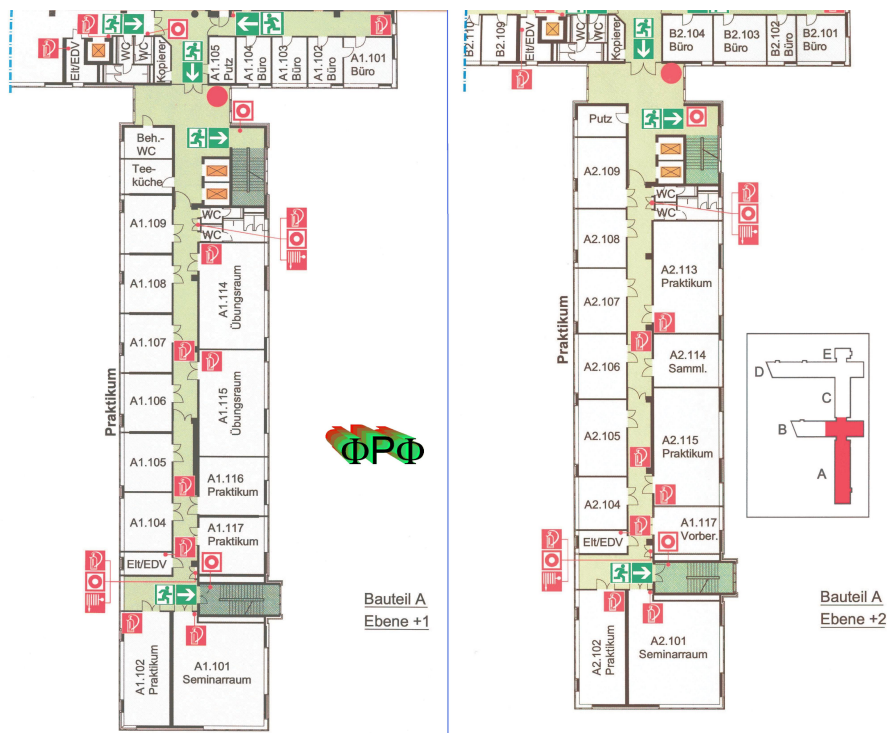 Elt/EDV
WC
WC
Kopierer
A1.105
Putz
A1.104
Büro
A1.103
Büro
A1.102
Büro
A1.101
Büro
Beh.-
WC
Tee-
küche
WC
WC
A1.109
A1.108
A1.107
A1.106
A1.105
A1.104
Elt/EDV
Praktikum
A1.114
Übungsraum
A1.115
Übungsraum
A1.116
Praktikum
A1.117
Praktikum
A1.102
Praktikum
A1.101
Seminarraum
Bauteil A
Ebene +1
ΦPΦ
B2.110
B2.109
Elt/EDV
WC
WC
Kopierer
B2.104
Büro
B2.103
Büro
B2.102
Büro
B2.101
Büro
Putz
A2.109
WC
WC
A2.108
A2.107
A2.106
A2.105
A2.104
Elt/EDV
Praktikum
A2.113
Praktikum
A2.114
Samml.
A2.115
Praktikum
A1.117
Vorber.
A2.102
Praktikum
A2.101
Seminarraum
E
D
C
B
A
Bauteil A
Ebene +2